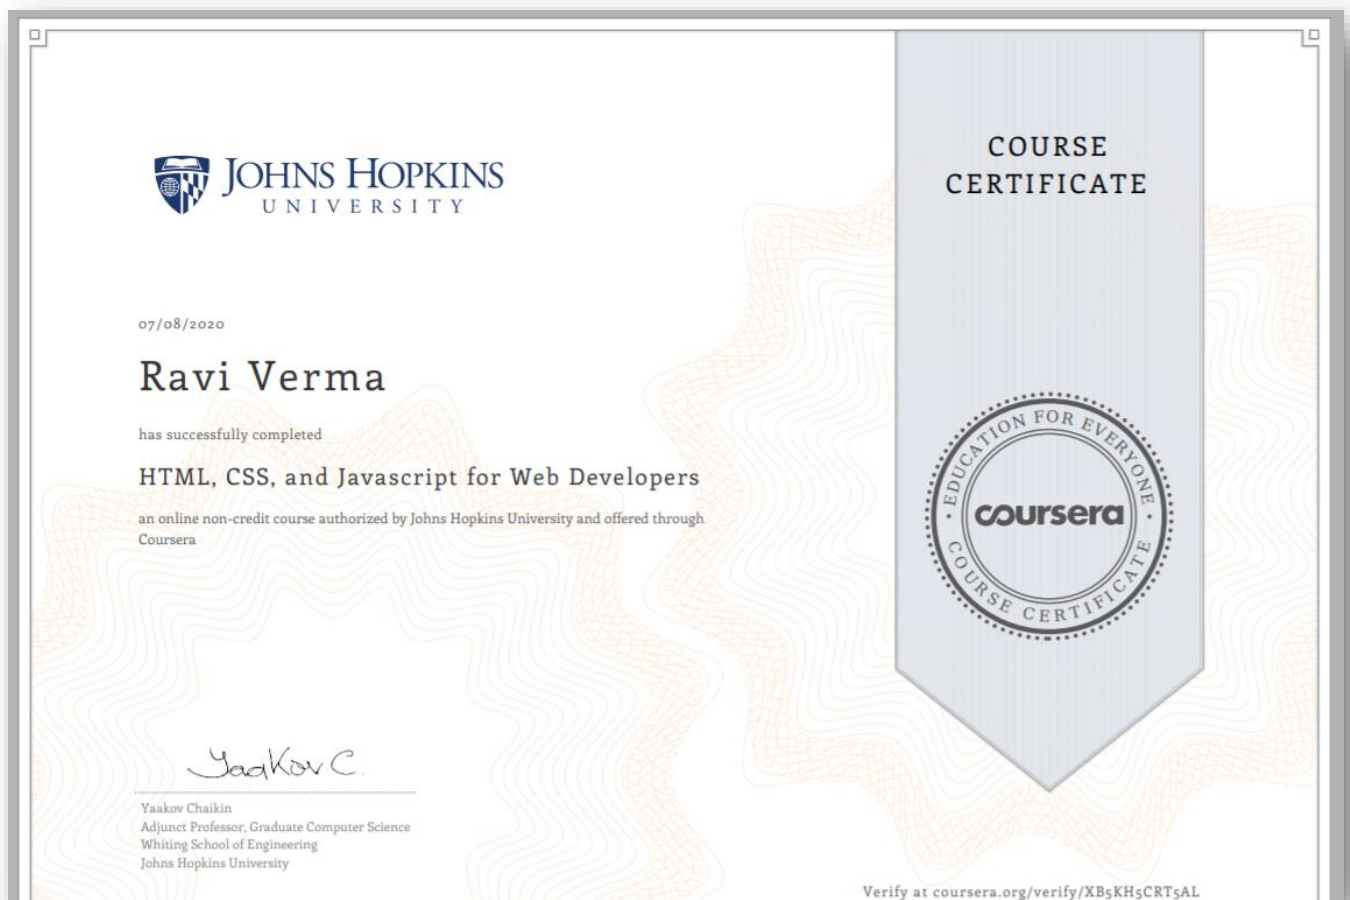 JOHNS HOPKINS
UNIVERSITY
COURSE
CERTIFICATE
07/08/2020
Ravi Verma
has successfully completed
HTML, CSS, and Javascript for Web Developers
an online non-credit course authorized by Johns Hopkins University and offered through
Coursera
EDUCATION FOR EVERYONE
coursera
COURSE CERTIFICATE
Yaakov C.
Yaakov Chaikin
Adjunct Professor, Graduate Computer Science
Whiting School of Engineering
Johns Hopkins University
Verify at coursera.org/verify/XB5KH5CRT5AL